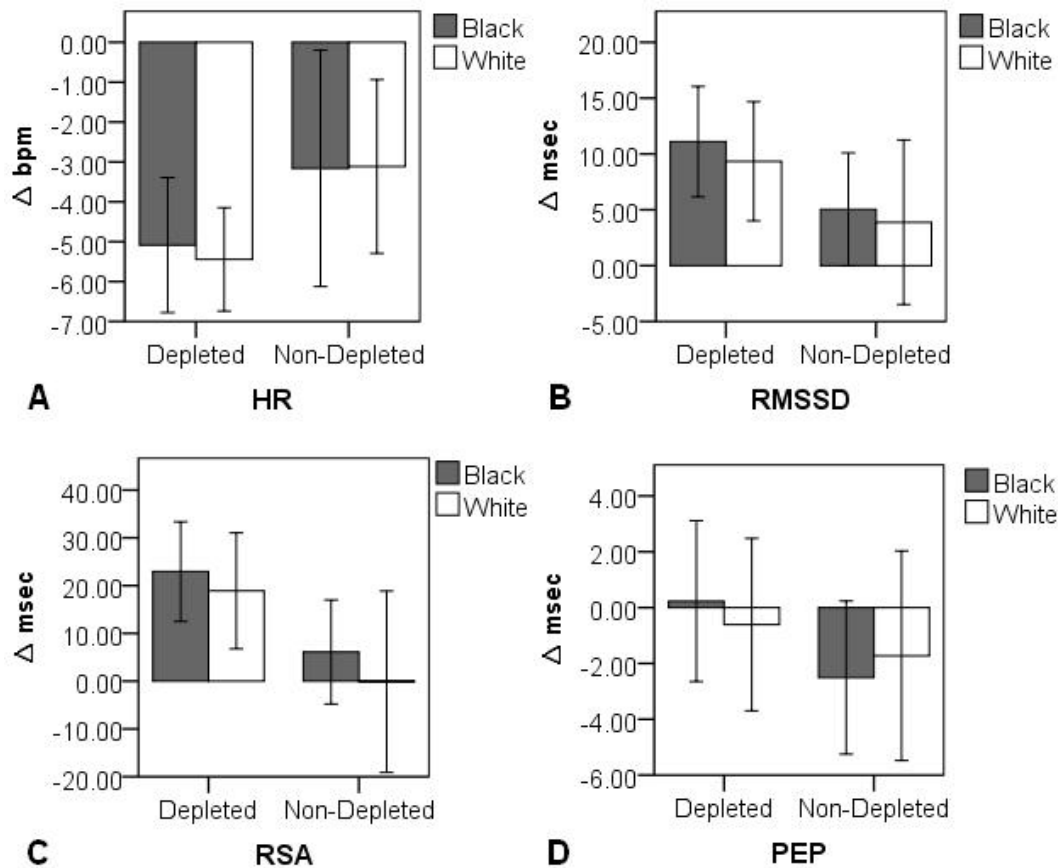 Black
White
0.00
-1.00
-2.00
-3.00
-4.00
-5.00
-6.00
-7.00
Δ bpm
Depleted Non-Depleted
A HR
Black
White
20.00
15.00
10.00
5.00
0.00
-5.00
Δ msec
Depleted Non-Depleted
B RMSSD
Black
White
40.00
30.00
20.00
10.00
0.00
-10.00
-20.00
Δ msec
Depleted Non-Depleted
C RSA
Black
White
4.00
2.00
0.00
-2.00
-4.00
-6.00
Δ msec
Depleted Non-Depleted
D PEP